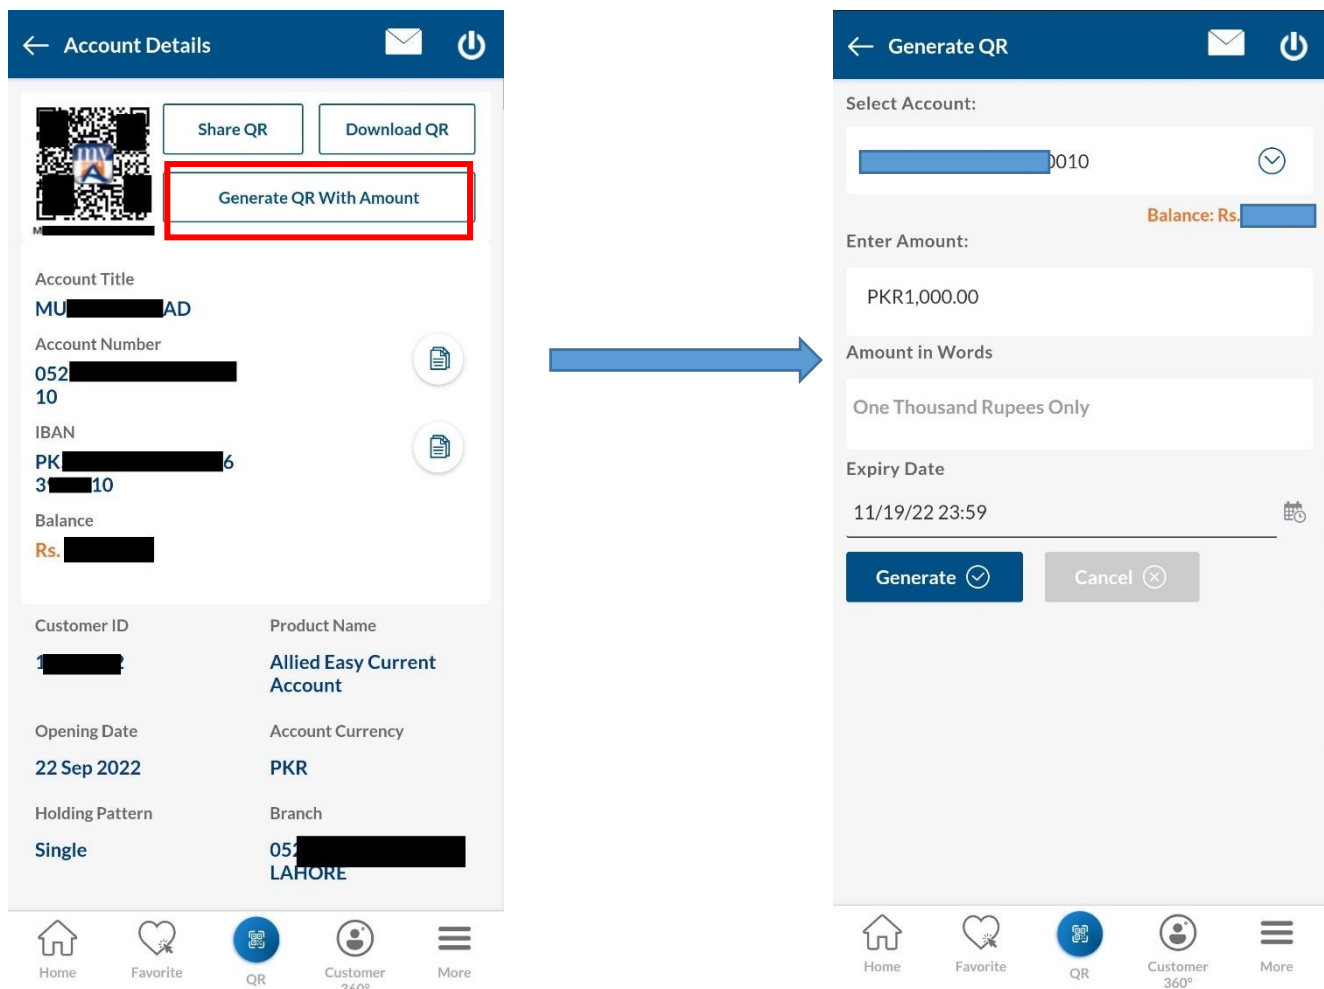 Account Details
Share QR
Download QR
Generate QR With Amount
Account Title
MU AD
Account Number
052
10
IBAN
PK 6
3 10
Balance
Rs.
Customer ID
Product Name
Allied Easy Current
Account
Opening Date
Account Currency
22 Sep 2022
PKR
Holding Pattern
Branch
Single
052
LAHORE
Home
Favorite
QR
Customer
360°
More
Generate QR
Select Account:
0010
Balance: Rs.
Enter Amount:
PKR1,000.00
Amount in Words
One Thousand Rupees Only
Expiry Date
11/19/22 23:59
Generate
Cancel
Home
Favorite
QR
Customer
360°
More